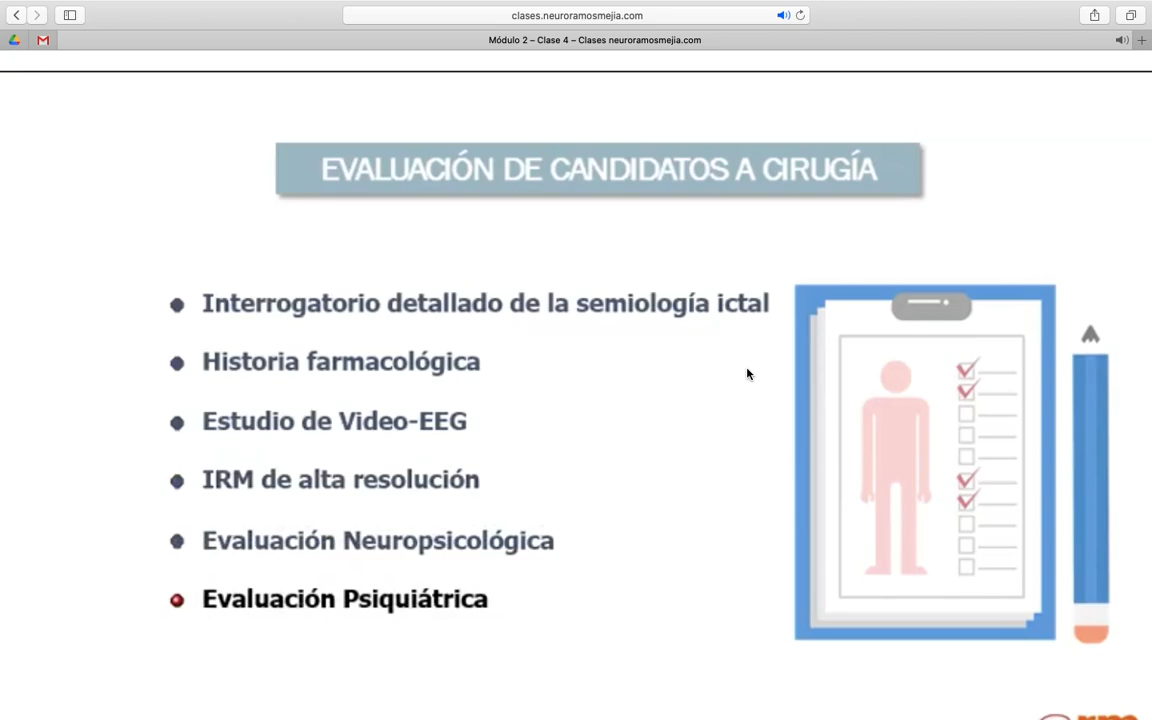 clases.neuroramosmejia.com
Módulo 2 – Clase 4 – Clases neuroramosmejia.com
EVALUACIÓN DE CANDIDATOS A CIRUGÍA
Interrogatorio detallado de la semiología ictal
Historia farmacológica
Estudio de Video-EEG
IRM de alta resolución
Evaluación Neuropsicológica
Evaluación Psiquiátrica